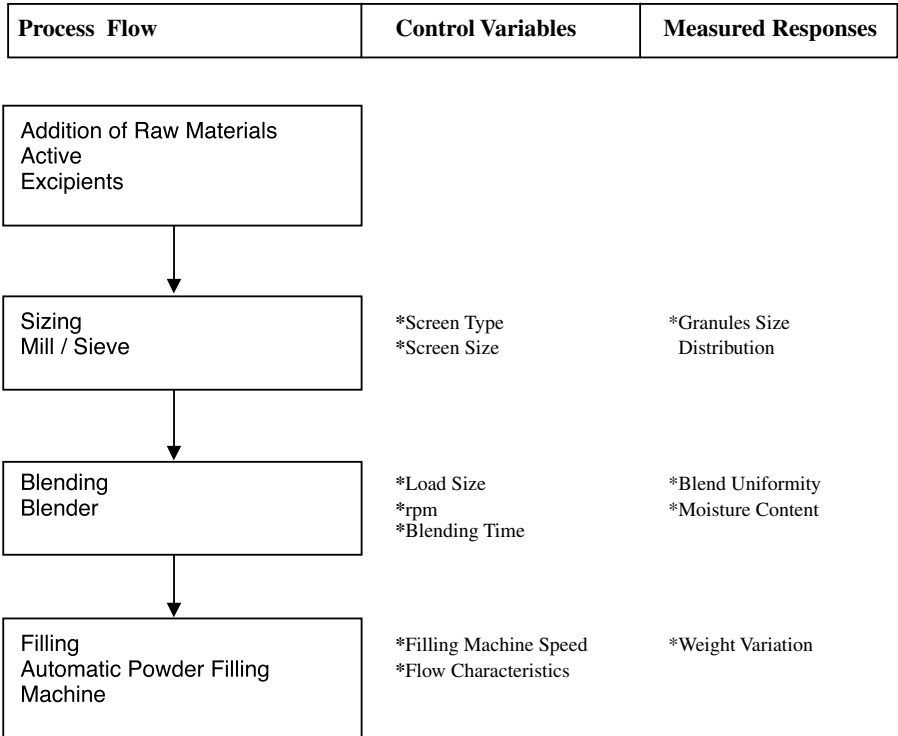 Process Flow Control Variables Measured Responses
Addition of Raw Materials
Active
Excipients
Sizing
Mill / Sieve
*Screen Type
*Screen Size
*Granules Size
Distribution
Blending
Blender
*Load Size
*rpm
*Blending Time
*Blend Uniformity
*Moisture Content
Filling
Automatic Powder Filling
Machine
*Filling Machine Speed
*Flow Characteristics
*Weight Variation